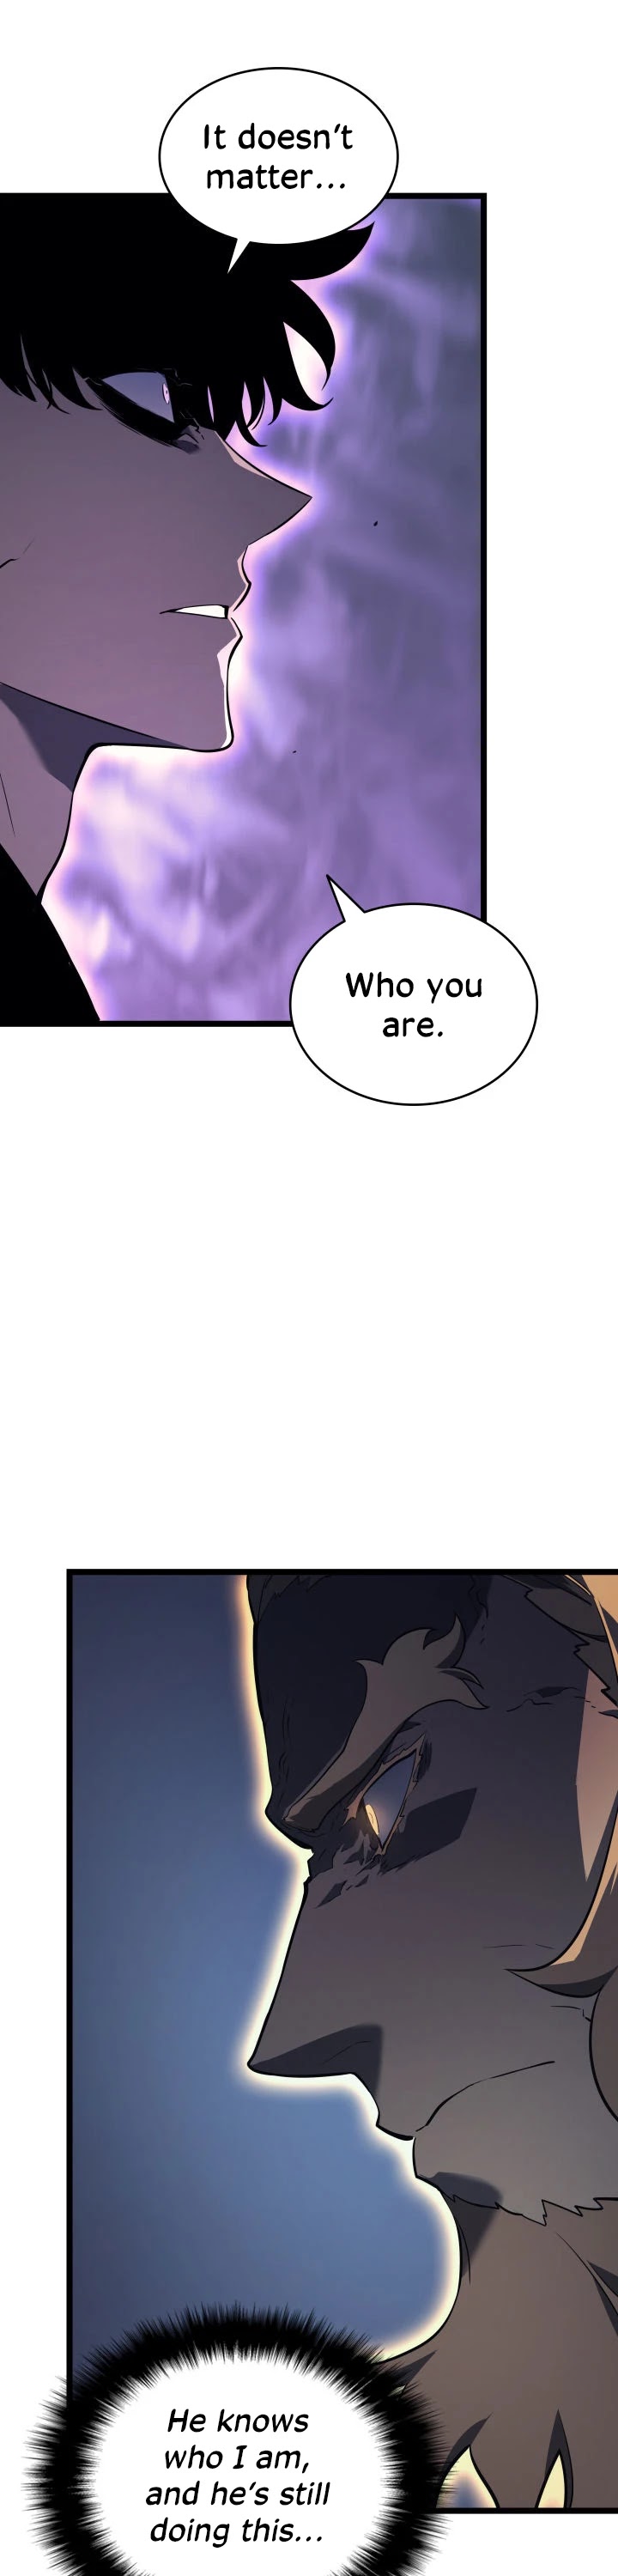 It doesn't
matter...
Who you
are.
He knows
who I am,
and he's still
doing this...